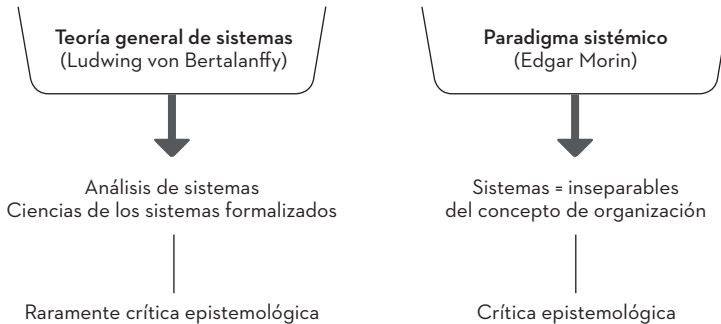 Teoría general de sistemas
(Ludwing von Bertalanffy)
Análisis de sistemas
Ciencias de los sistemas formalizados
Raramente crítica epistemológica
Paradigma sistémico
(Edgar Morin)
Sistemas = inseparables
del concepto de organización
Crítica epistemológica